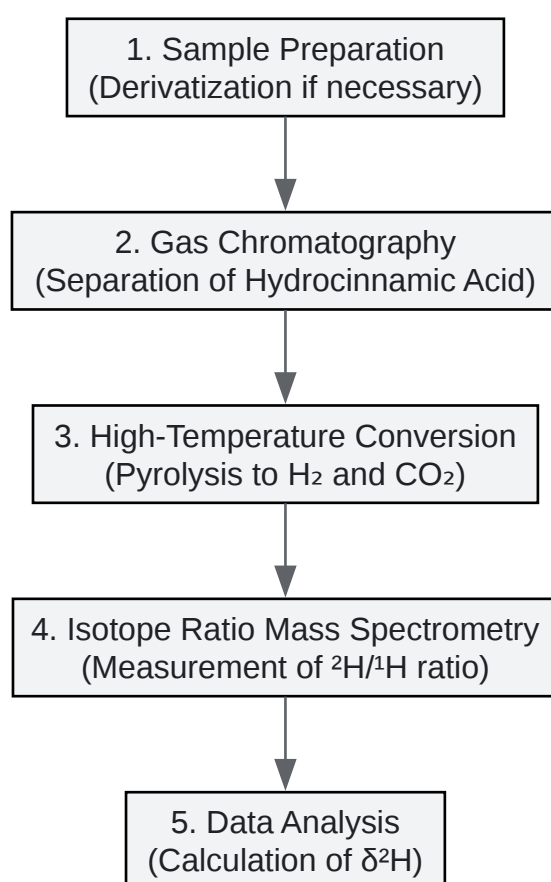 1. Sample Preparation
(Derivatization if necessary)
2. Gas Chromatography
(Separation of Hydrocinnamic Acid)
3. High-Temperature Conversion
(Pyrolysis to H₂ and CO₂)
4. Isotope Ratio Mass Spectrometry
(Measurement of ²H/¹H ratio)
5. Data Analysis
(Calculation of δ²H)